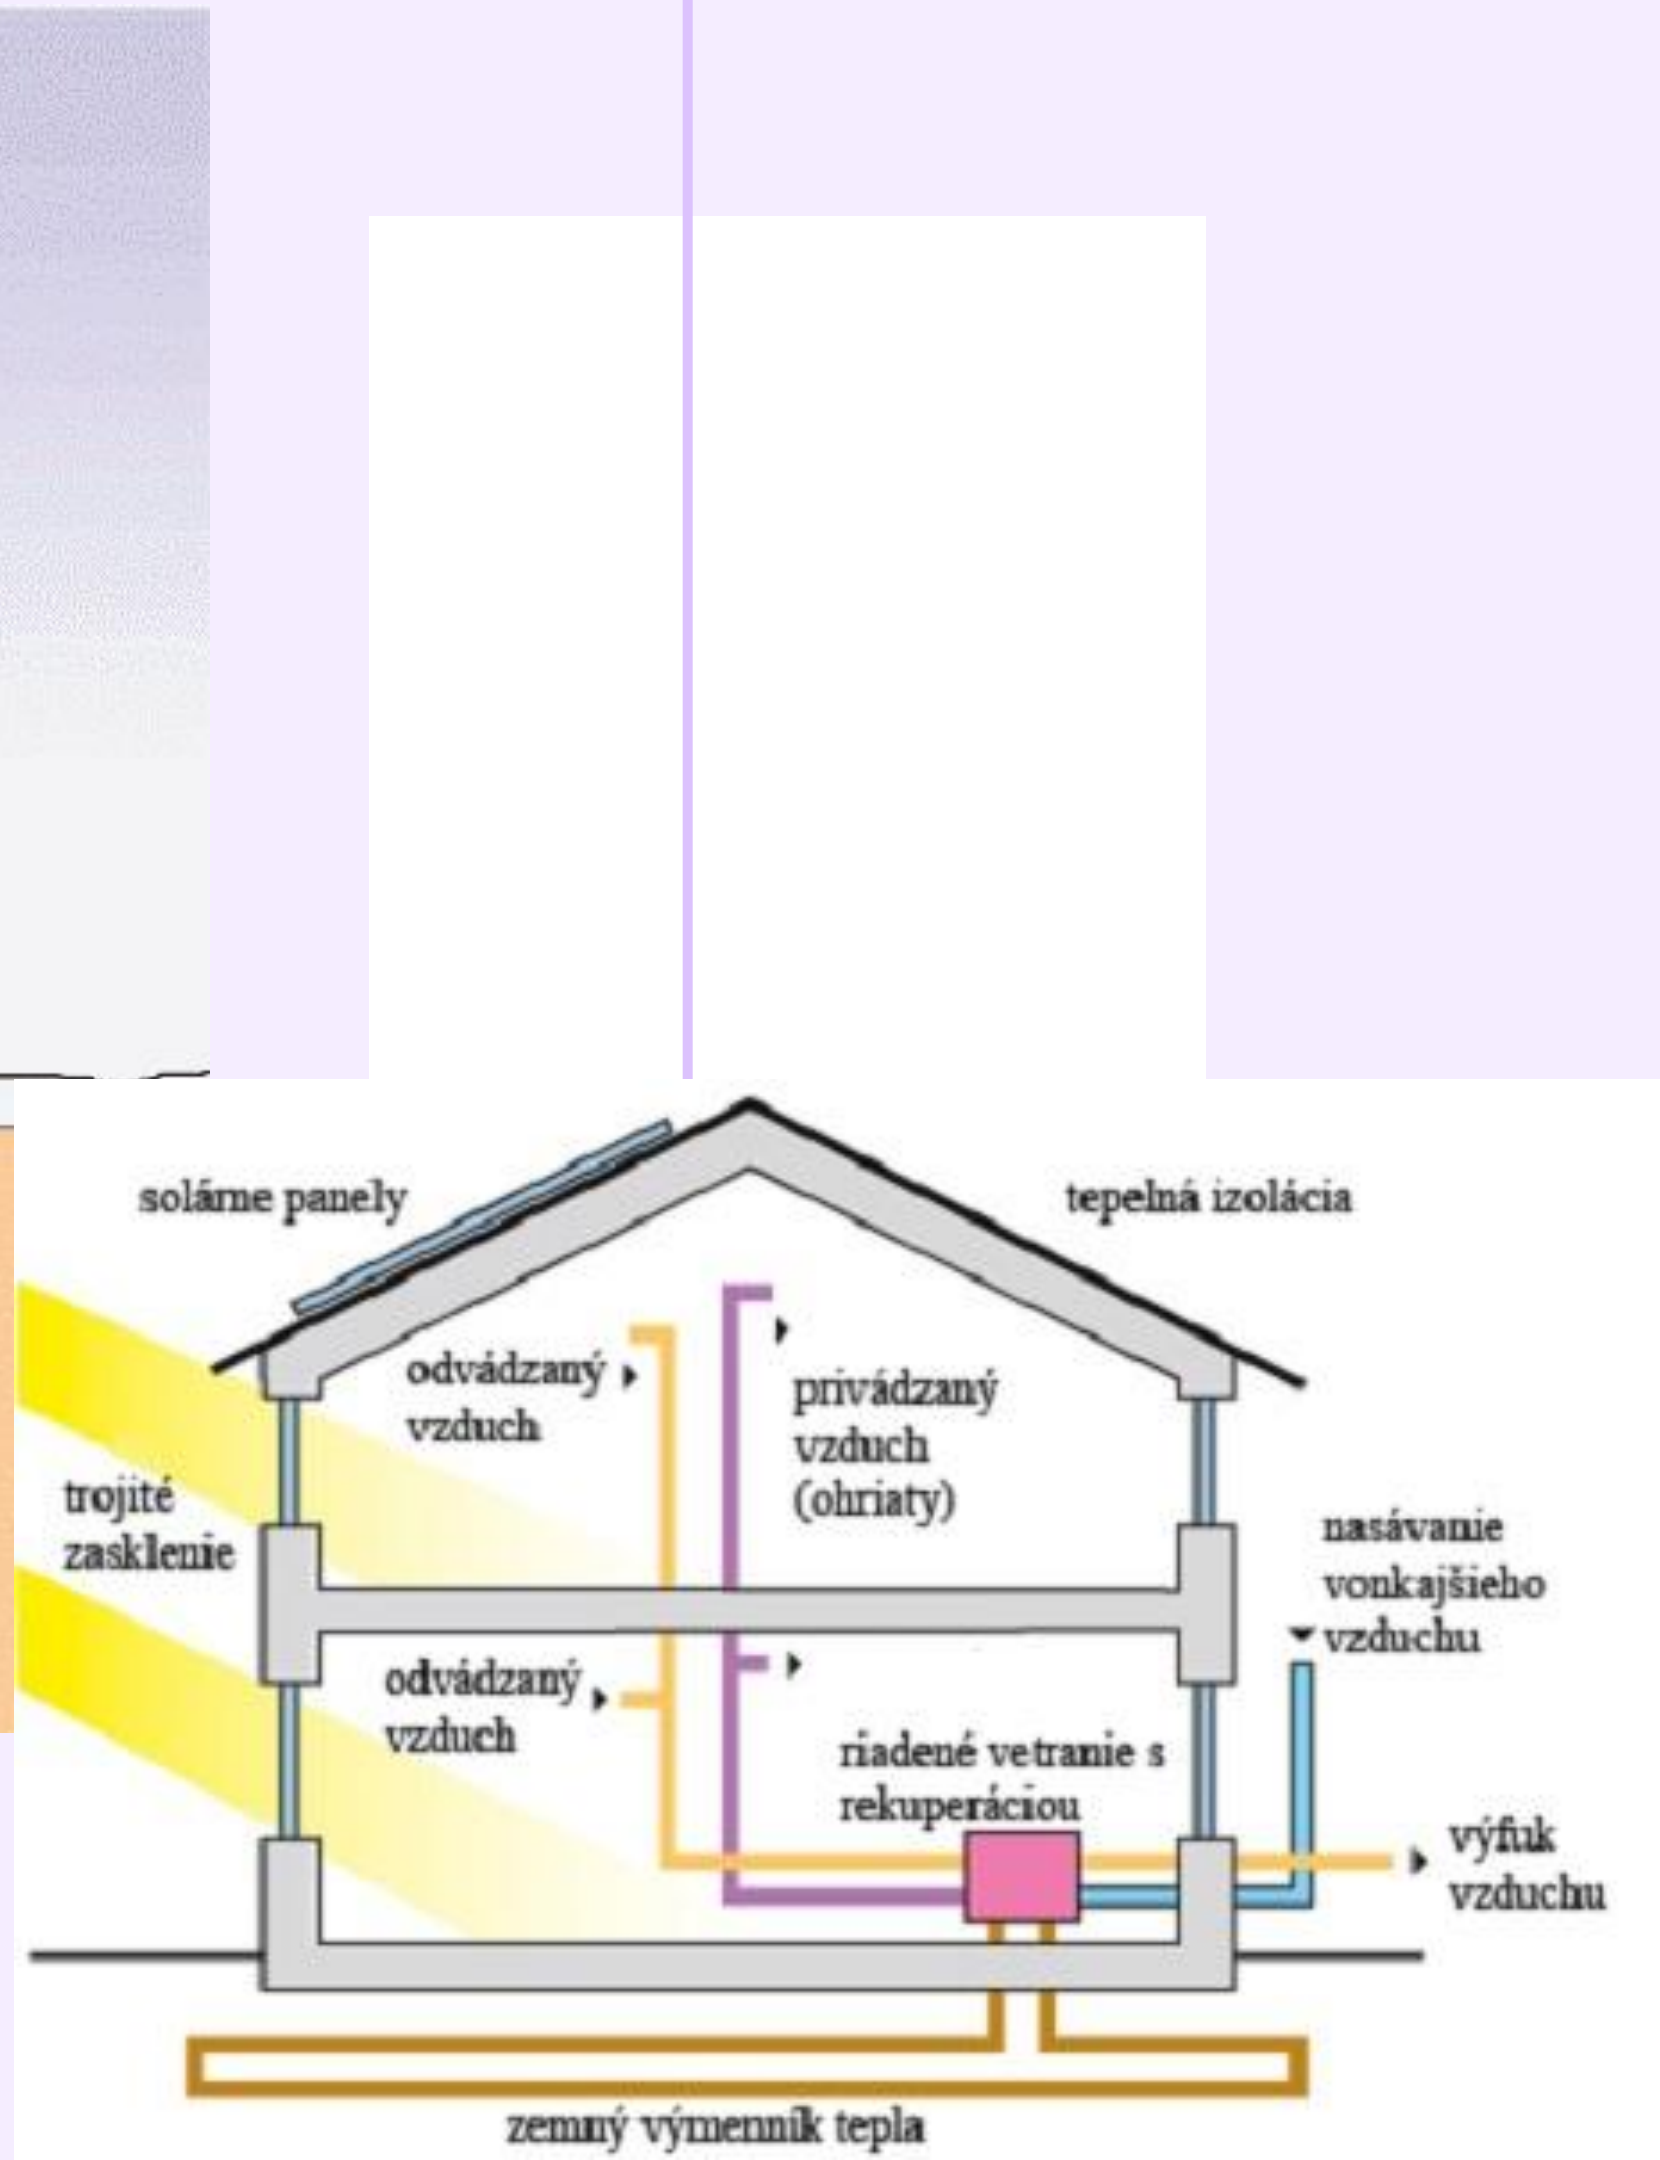 solárne panely
tepelná izolácia
odvádzaný
vzduch
privádzaný
vzduch
(ohriaty)
trojité
zasklenie
nasávanie
vonkajšieho
vzduchu
odvádzaný
vzduch
riadené vetranie s
rekuperáciou
výfuk
vzduchu
zemný výmenník tepla